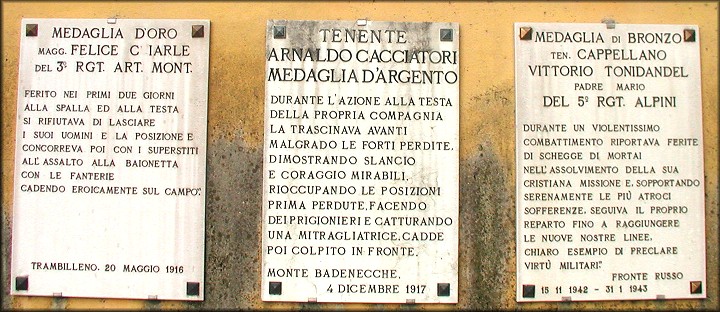 MEDAGLIA D'ORO
MAGG. FELICE C IARLE
DEL 3º RGT. ART. MONT.
FERITO NEI PRIMI DUE GIORNI
ALLA SPALLA ED ALLA TESTA
SI RIFIUTAVA DI LASCIARE
I SUOI UOMINI E LA POSIZIONE E
CONCORREVA POI CON I SUPERSTITI
ALL'ASSALTO ALLA BAIONETTA
CON LE FANTERIE
CADENDO EROICAMENTE SUL CAMPO".
TRAMBILLENO. 20 MAGGIO 1916
TENENTE
ARNALDO CACCIATORI
MEDAGLIA D'ARGENTO
DURANTE L'AZIONE ALLA TESTA
DELLA PROPRIA COMPAGNIA
LA TRASCINAVA AVANTI
MALGRADO LE FORTI PERDITE.
DIMOSTRANDO SLANCIO
E CORAGGIO MIRABILI.
RIOCCUPANDO LE POSIZIONI
PRIMA PERDUTE. FACENDO
DEI PRIGIONIERI E CATTURANDO
UNA MITRAGLIATRICE. CADDE
POI COLPITO IN FRONTE.
MONTE BADENECCHE.
4 DICEMBRE 1917
MEDAGLIA DI BRONZO
TEN. CAPPELLANO
VITTORIO TONIDANDEL
PADRE MARIO
DEL 5º RGT. ALPINI
DURANTE UN VIOLENTISSIMO
COMBATTIMENTO RIPORTAVA FERITE
DI SCHEGGE DI MORTAI
NELL'ASSOLVIMENTO DELLA SUA
CRISTIANA MISSIONE E, SOPPORTANDO
SERENAMENTE LE PIÙ ATROCI
SOFFERENZE, SEGUIVA IL PROPRIO
REPARTO FINO A RAGGIUNGERE
LE NUOVE NOSTRE LINEE.
CHIARO ESEMPIO DI PRECLARE
VIRTÙ MILITARI"
FRONTE RUSSO
15 11 1942 - 31 1 1943